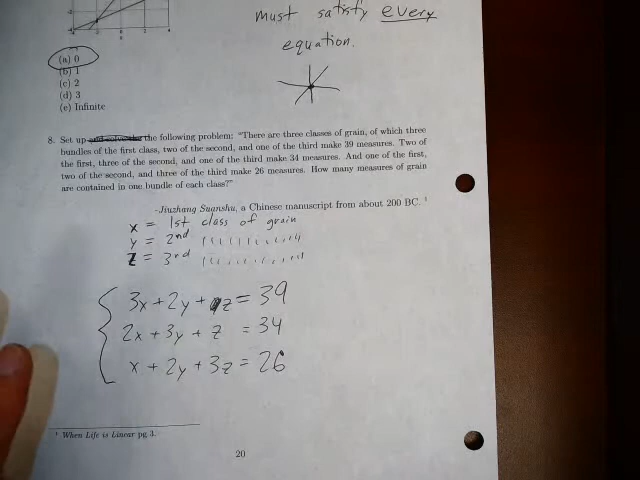 must satisfy every
equation.
(a) 0
(b) 1
(c) 2
(d) 3
(e) Infinite
8. Set up and solve the following problem: "There are three classes of grain, of which three
bundles of the first class, two of the second, and one of the third make 39 measures. Two of
the first, three of the second, and one of the third make 34 measures. And one of the first,
two of the second, and three of the third make 26 measures. How many measures of grain
are contained in one bundle of each class?"
-Jiuzhang Suanshu, a Chinese manuscript from about 200 BC. 1
x = 1st class of grain
y = 2nd
z = 3rd
3x+2y+z=39
2x+3y+z =34
x+2y+3z=26
1 When Life is Linear pg 3.
20